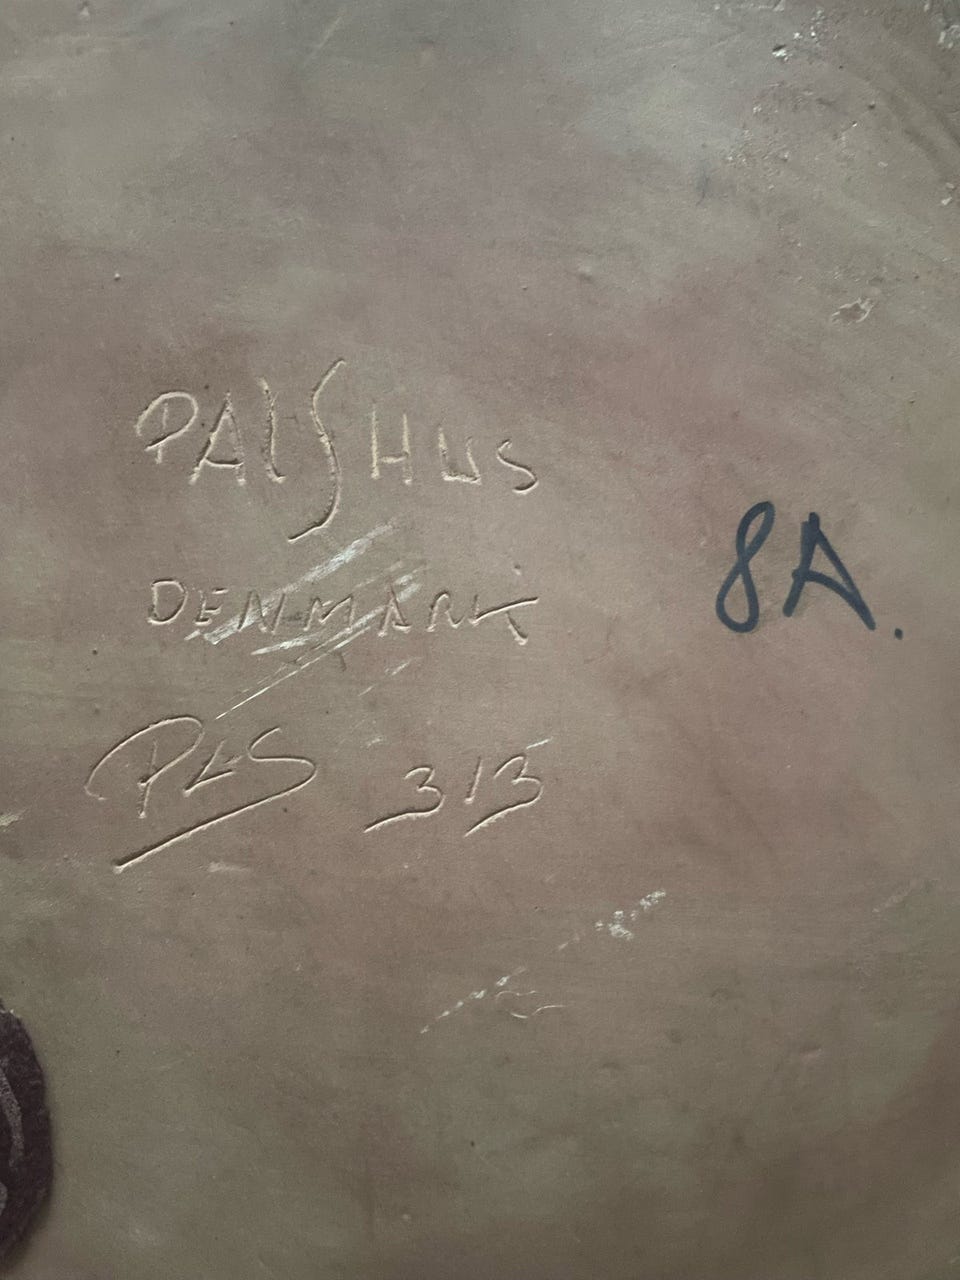 PALSHUS
DENMARK
8A.
PLS 313